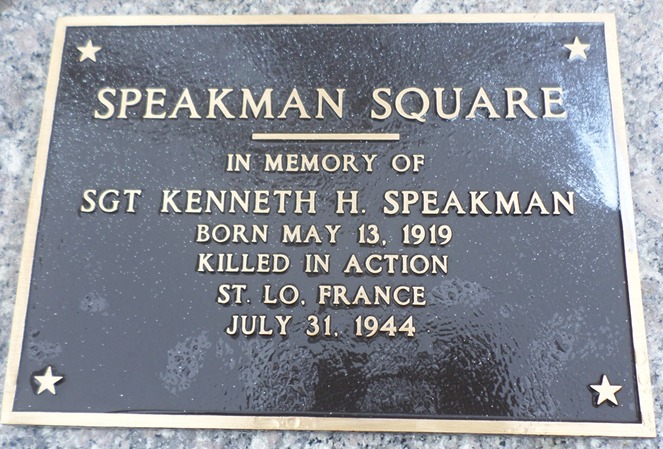 SPEAKMAN SQUARE
IN MEMORY OF
SGT KENNETH H. SPEAKMAN
BORN MAY 13, 1919
KILLED IN ACTION
ST. LO, FRANCE
JULY 31, 1944